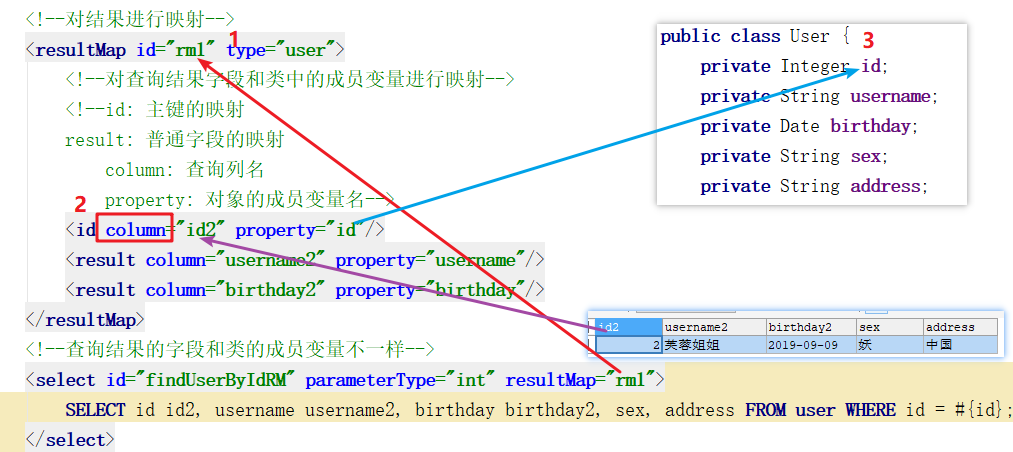 <!--对结果进行映射-->
<resultMap id="rml" type="user">
<!--对查询结果字段和类中的成员变量进行映射-->
<!--id: 主键的映射
result: 普通字段的映射
column: 查询列名
property: 对象的成员变量名-->
<id column="id2" property="id"/>
<result column="username2" property="username"/>
<result column="birthday2" property="birthday"/>
</resultMap>
<!--查询结果的字段和类的成员变量不一样-->
<select id="findUserByIdRM" parameterType="int" resultMap="rml">
SELECT id id2, username username2, birthday birthday2, sex, address FROM user WHERE id = #{id};
</select>
1
2
3
public class User {
private Integer id;
private String username;
private Date birthday;
private String sex;
private String address;
id2 username2 birthday2 sex address
2 芙蓉姐姐 2019-09-09 妖 中国